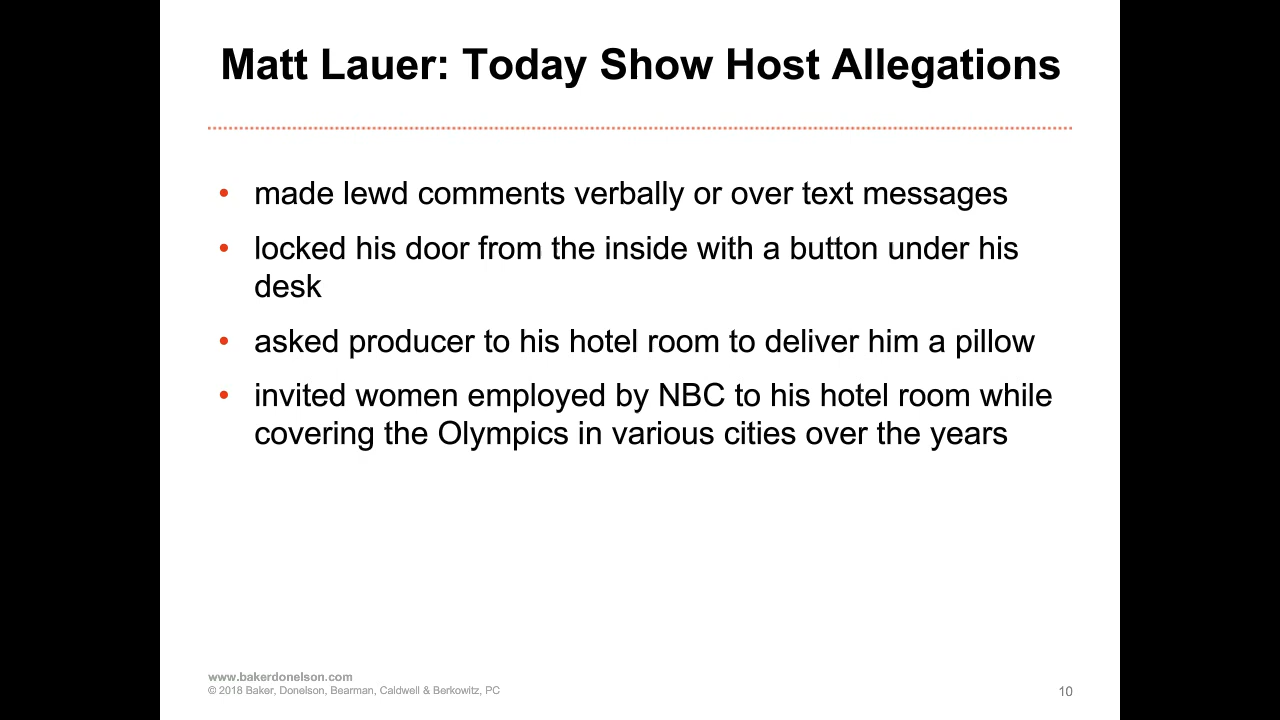 Matt Lauer: Today Show Host Allegations
• made lewd comments verbally or over text messages
• locked his door from the inside with a button under his
desk
• asked producer to his hotel room to deliver him a pillow
• invited women employed by NBC to his hotel room while
covering the Olympics in various cities over the years
www.bakerdonelson.com
© 2018 Baker, Donelson, Bearman, Caldwell & Berkowitz, PC
10